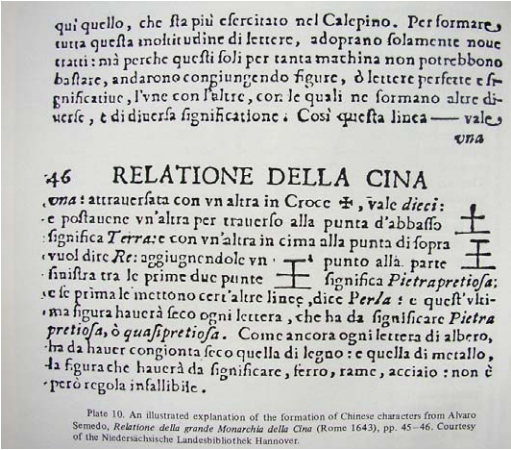 qui quello, che ſta più eſercitato nel Calepino. Per formare
tutta queſta moltitudine di lettere, adoprano ſolamente noue
tratti: mà perche queſti ſoli per tanta machina non potrebbono
baſtare, andarono congiungendo figure, ò lettere perfette e ſi-
gnificatiue, l'vne con l'altre, con le quali ne formano altre di-
uerſe, e di diuerſa ſignificatione. Così queſta linea — vale
vna
46 RELATIONE DELLA CINA
vna: attrauerſata con vn altra in Croce ✠, vale dieci:
e poſtauene vn'altra per trauerſo alla punta d'abbaſſo 土
ſignifica Terra: e con vn'altra in cima alla punta di ſopra 王
vuol dire Re: aggiugnendole vn ' punto alla parte
ſiniſtra tra le prime due punte 王 ſignifica Pietrapretioſa:
e ſe prima le mettono cert'altre linee, dice Perla: e queſt'vlti-
ma figura hauerà ſeco ogni lettera, che ha da ſignificare Pietra
pretioſa, ò quaſipretioſa. Come ancora ogni lettera di albero,
ha da hauer congionta ſeco quella di legno: e quella di metallo,
la figura che hauerà da ſignificare, ferro, rame, acciaio: non è
però regola infallibile.
Plate 10. An illustrated explanation of the formation of Chinese characters from Alvaro
Semedo, Relatione della grande Monarchia della Cina (Rome 1643), pp. 45–46. Courtesy
of the Niedersächsische Landesbibliothek Hannover.